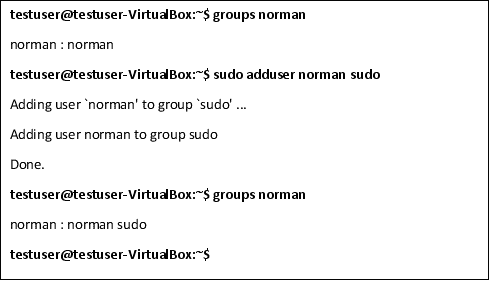 testuser@testuser-VirtualBox:~$ groups norman
norman : norman
testuser@testuser-VirtualBox:~$ sudo adduser norman sudo
Adding user `norman' to group `sudo' ...
Adding user norman to group sudo
Done.
testuser@testuser-VirtualBox:~$ groups norman
norman : norman sudo
testuser@testuser-VirtualBox:~$